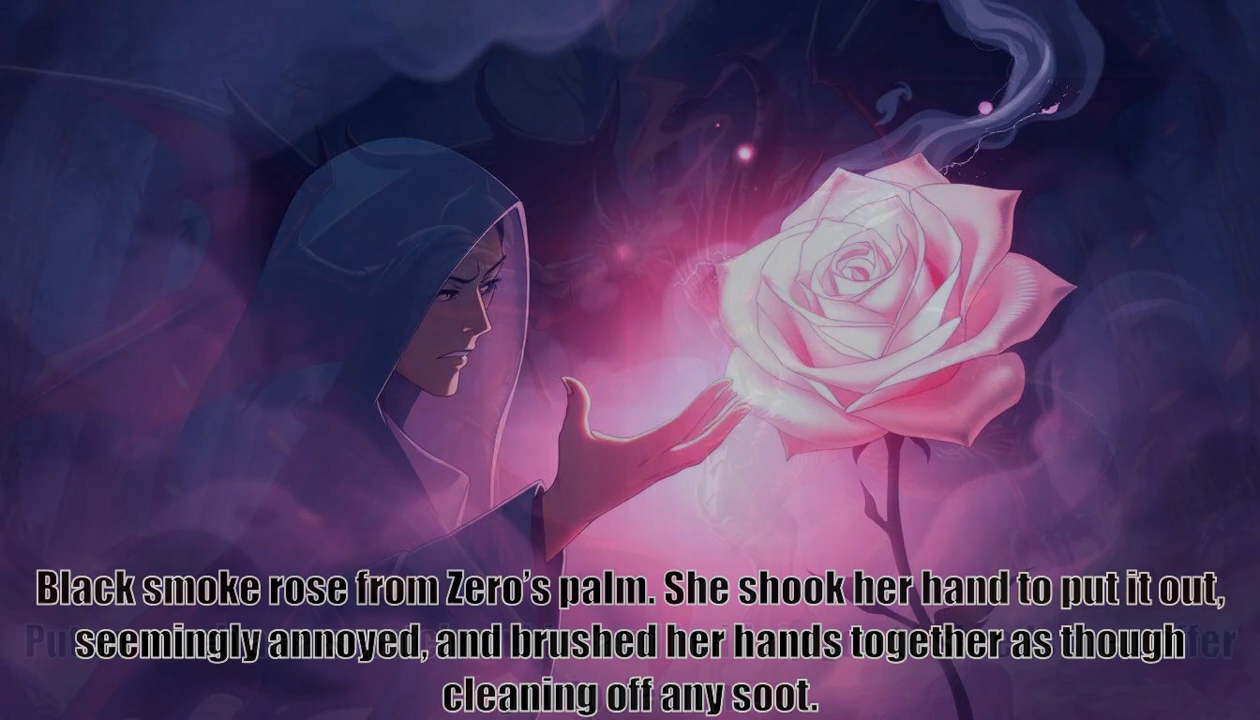 Black smoke rose from Zero’s palm. She shook her hand to put it out,
seemingly annoyed, and brushed her hands together as though
cleaning off any soot.